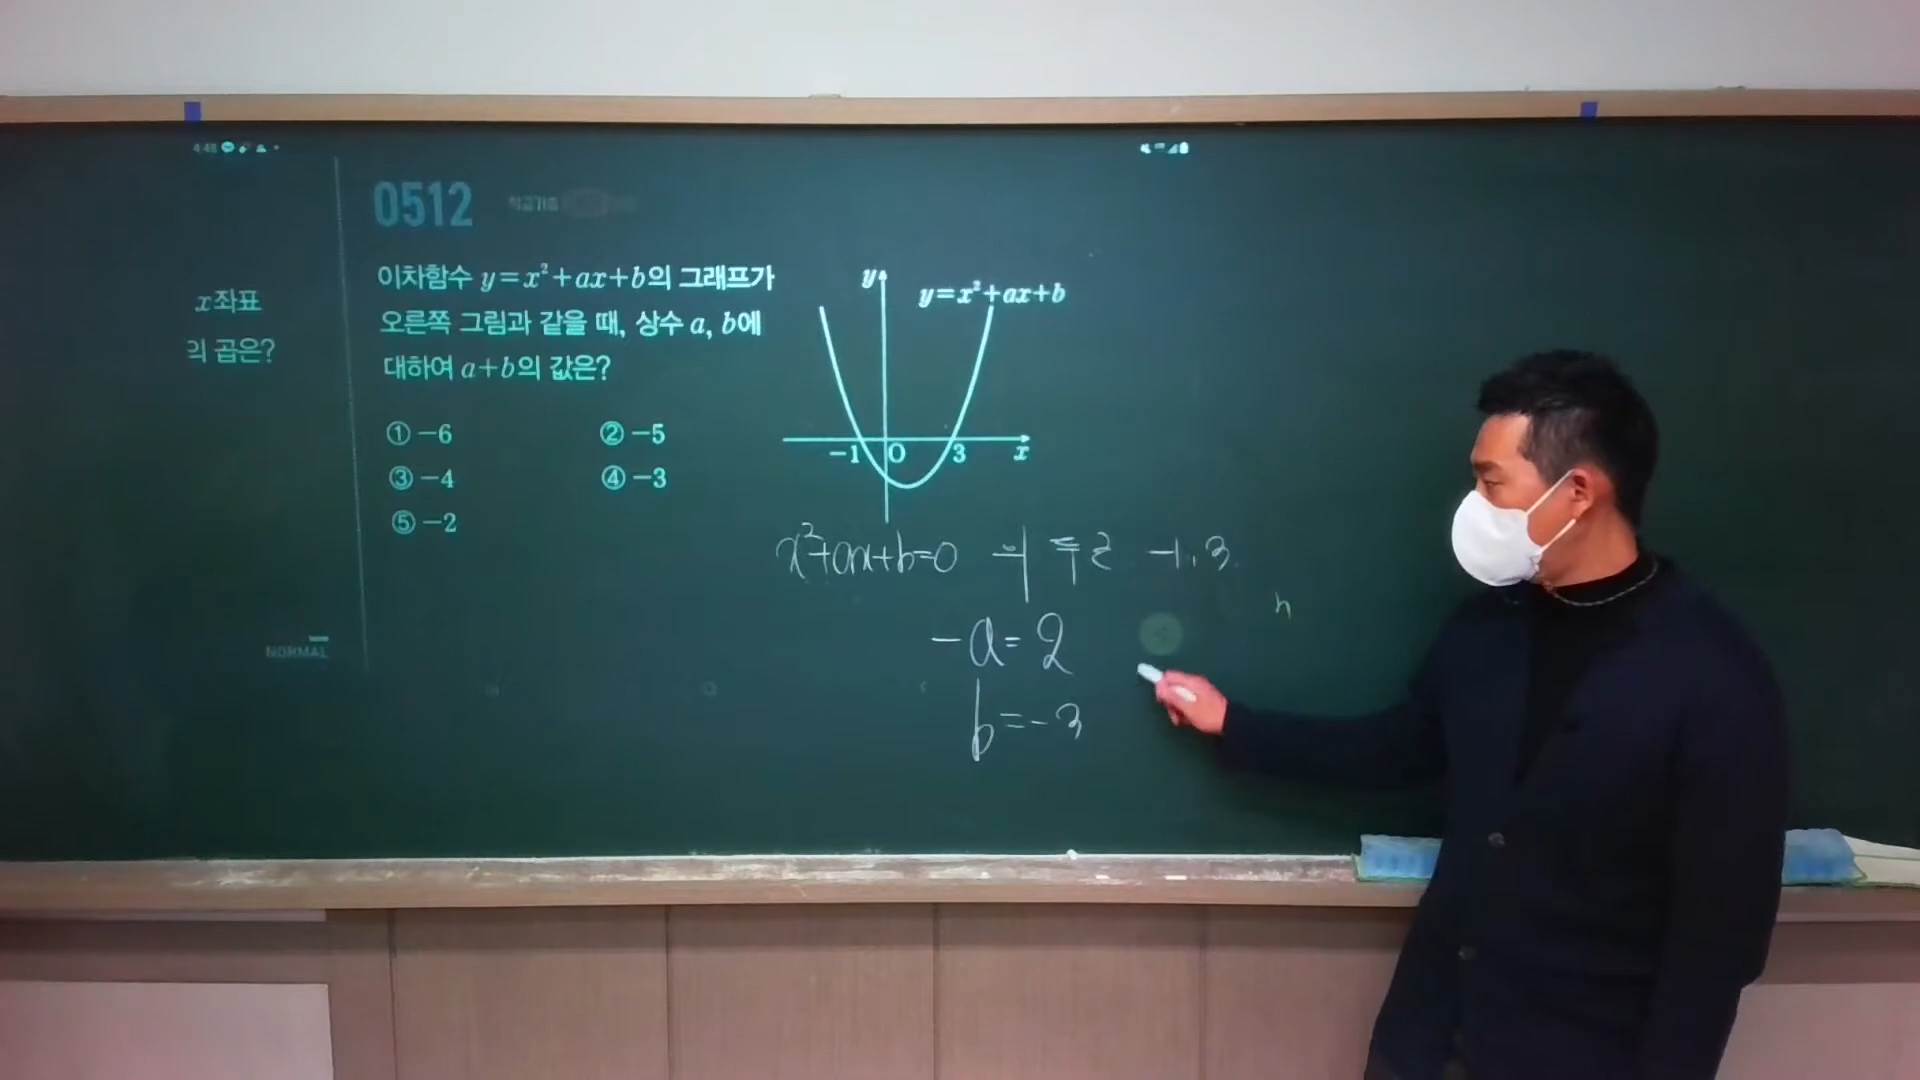 4:45
x좌표
의 곱은?
0512
이차함수 y=x²+ax+b의 그래프가
오른쪽 그림과 같을 때, 상수 a, b에
대하여 a+b의 값은?
① -6 ② -5
③ -4 ④ -3
⑤ -2
NORMAL
y
y=x²+ax+b
-1 O 3 x
x²+ax+b=0 의 두근 -1, 3
-a=2
b=-3
n